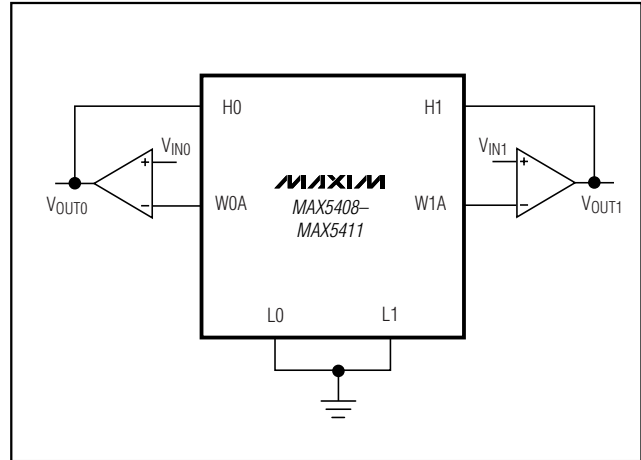 H0
H1
VIN0
VIN1
+
+
MAXIM
VOUT0
−
W0A
MAX5408–
MAX5411
W1A
−
VOUT1
L0
L1